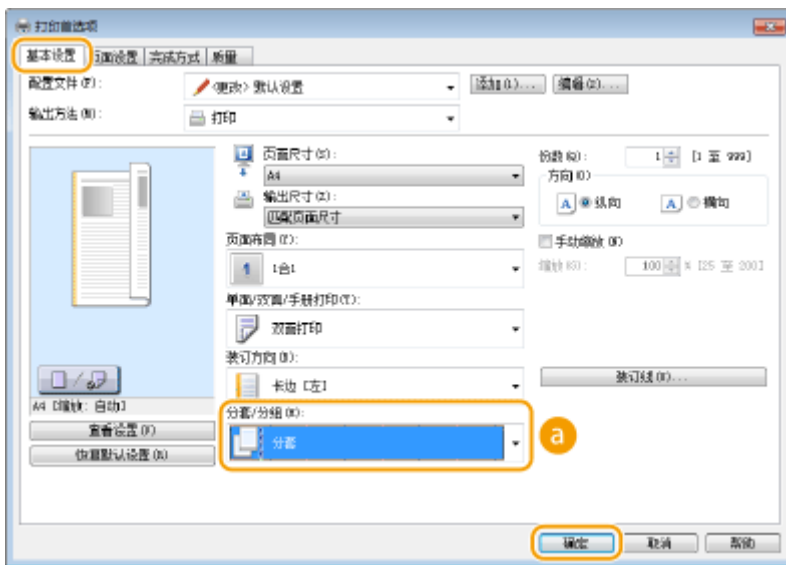 打印首选项
基本设置 页面设置 完成方式 质量
配置文件(F): <更改> 默认设置 添加(1)... 编辑(2)...
输出方法(M): 打印
页面尺寸(S): 份数(Q): 1 [1 至 999]
A4 方向(O)
输出尺寸(Z): A 纵向 A 横向
匹配页面尺寸
页面布局(Y): 手动缩放(W)
1 1合1 缩放(G): 100 % [25 至 200]
单面/双面/手册打印(T):
双面打印
装订方向(B):
长边 [左] 装订线(U)...
A4 [缩放: 自动]
分套/分组(K):
查看设置(V) 分套 a
恢复默认设置(R)
确定 取消 帮助